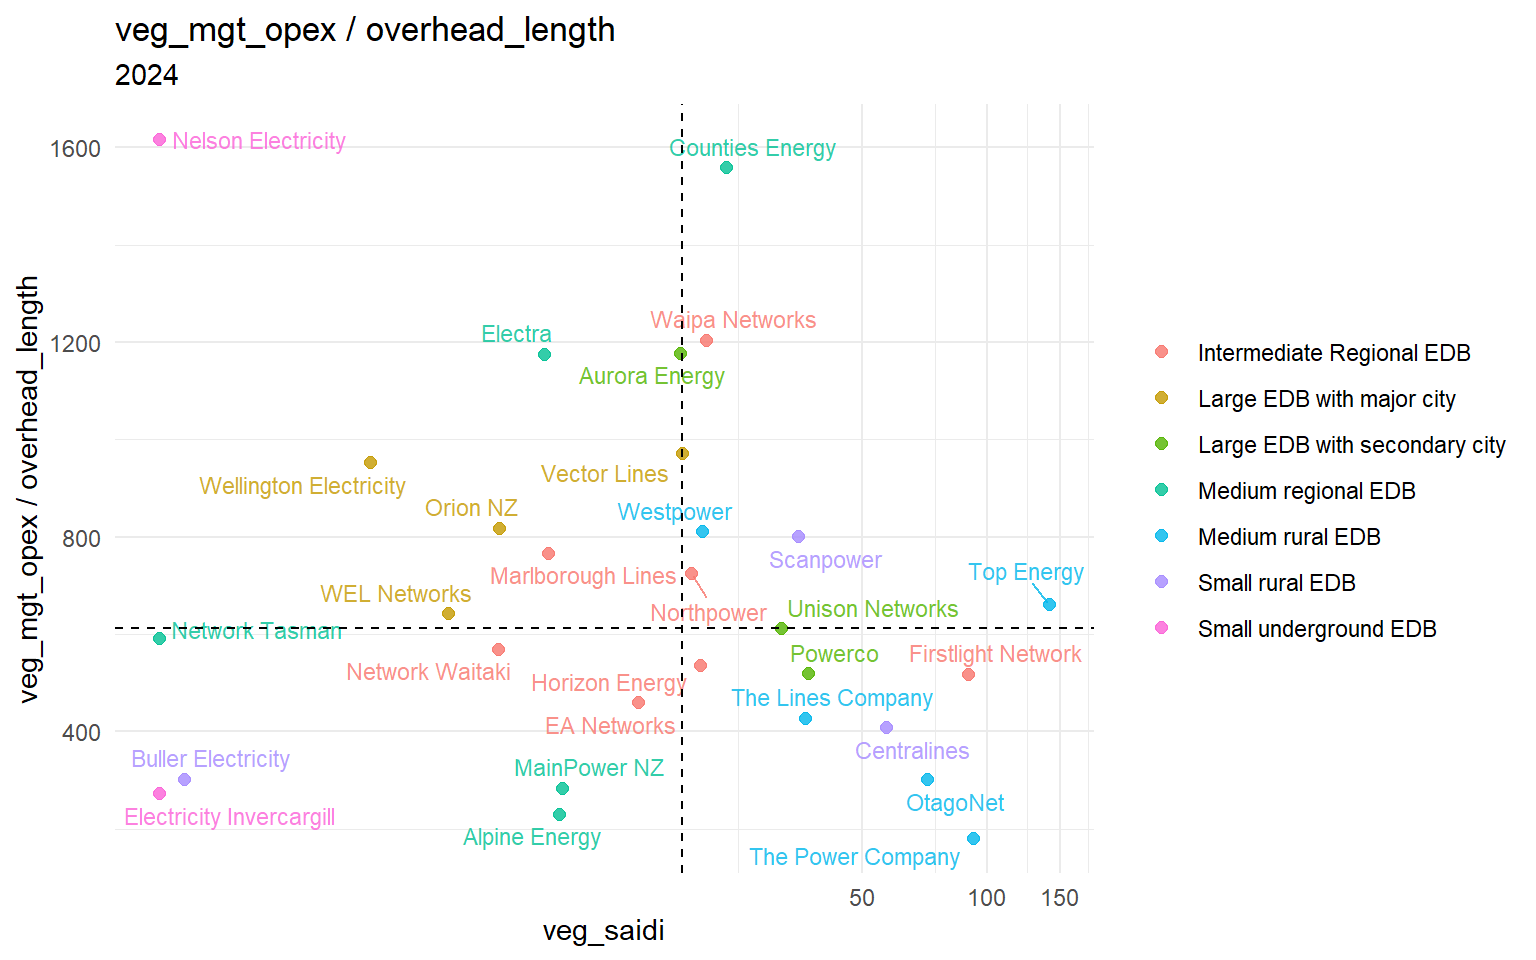 veg_mgt_opex / overhead_length
2024
veg_mgt_opex / overhead_length
1600
1200
800
400
Nelson Electricity
Counties Energy
Waipa Networks
Electra
Aurora Energy
Vector Lines
Wellington Electricity
Orion NZ
Westpower
Scanpower
Marlborough Lines
Top Energy
WEL Networks
Northpower
Unison Networks
Network Tasman
Powerco
Firstlight Network
Network Waitaki
Horizon Energy
The Lines Company
EA Networks
Centralines
Buller Electricity
MainPower NZ
OtagoNet
Electricity Invercargill
Alpine Energy
The Power Company
50
100
150
veg_saidi
Intermediate Regional EDB
Large EDB with major city
Large EDB with secondary city
Medium regional EDB
Medium rural EDB
Small rural EDB
Small underground EDB